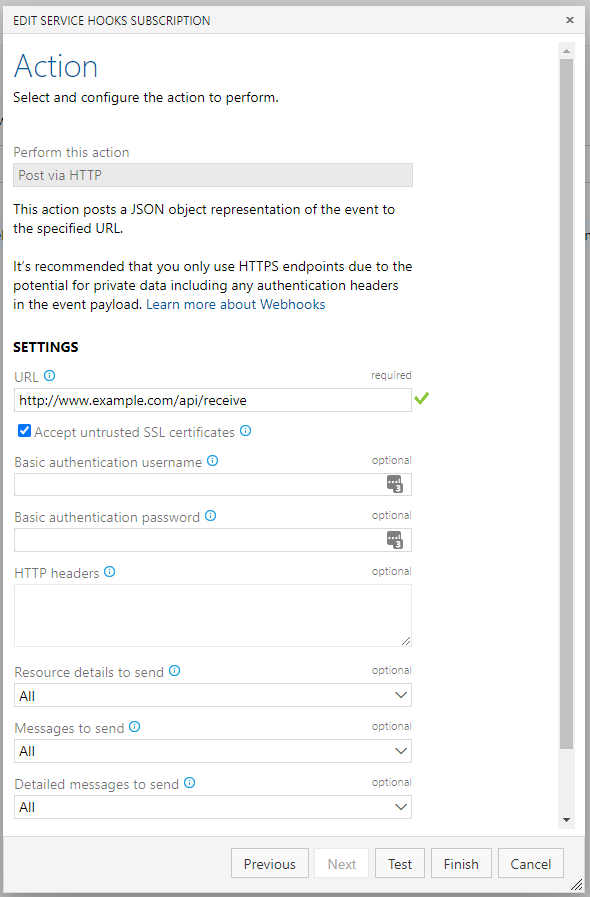 EDIT SERVICE HOOKS SUBSCRIPTION
Action
Select and configure the action to perform.
Perform this action
Post via HTTP
This action posts a JSON object representation of the event to
the specified URL.
It's recommended that you only use HTTPS endpoints due to the
potential for private data including any authentication headers
in the event payload. Learn more about Webhooks
SETTINGS
URL required
http://www.example.com/api/receive
Accept untrusted SSL certificates
Basic authentication username optional
3
Basic authentication password optional
3
HTTP headers optional
Resource details to send optional
All
Messages to send optional
All
Detailed messages to send optional
All
Previous Next Test Finish Cancel